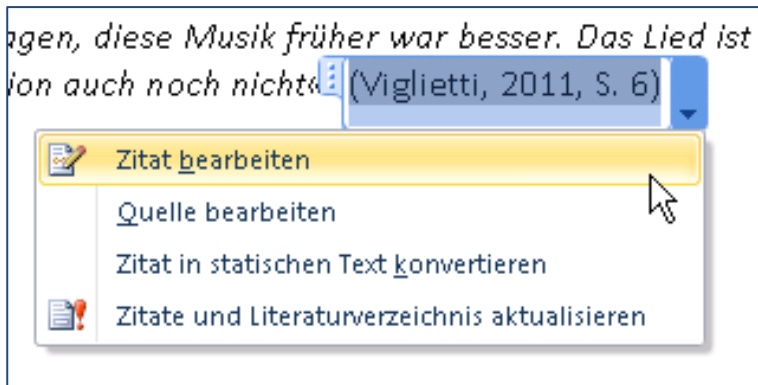 agen, diese Musik früher war besser. Das Lied ist
ion auch noch nicht« (Viglietti, 2011, S. 6)
Zitat bearbeiten
Quelle bearbeiten
Zitat in statischen Text konvertieren
Zitate und Literaturverzeichnis aktualisieren